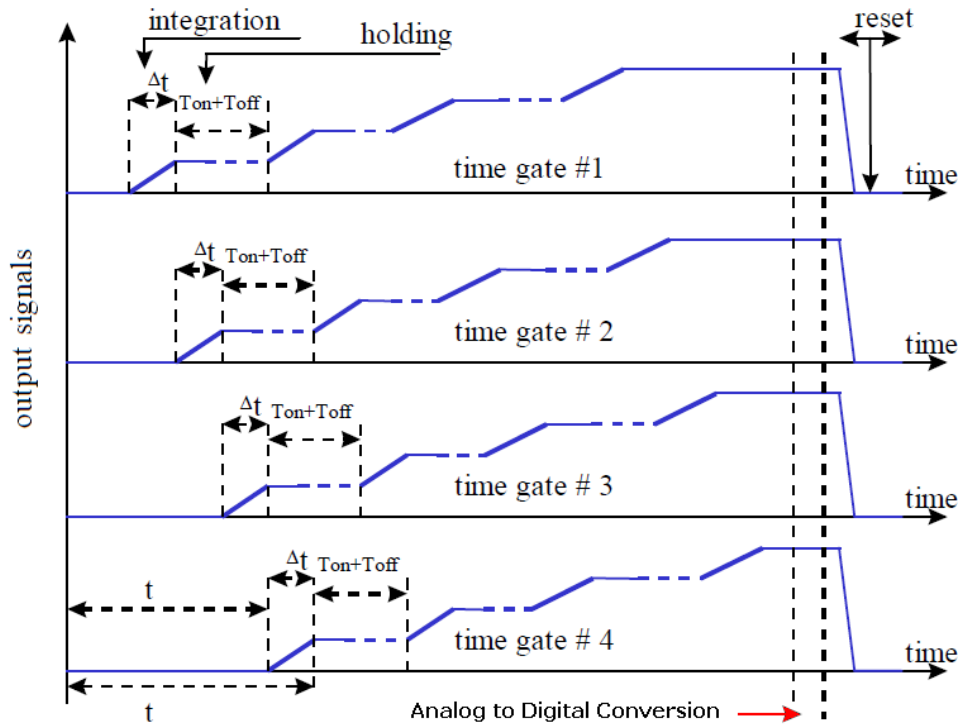 integration
holding
reset
Δt
Ton+Toff
time gate #1
time
output signals
Δt
Ton+Toff
time gate # 2
time
Δt
Ton+Toff
time gate # 3
time
Δt
Ton+Toff
t
time gate # 4
time
t
Analog to Digital Conversion